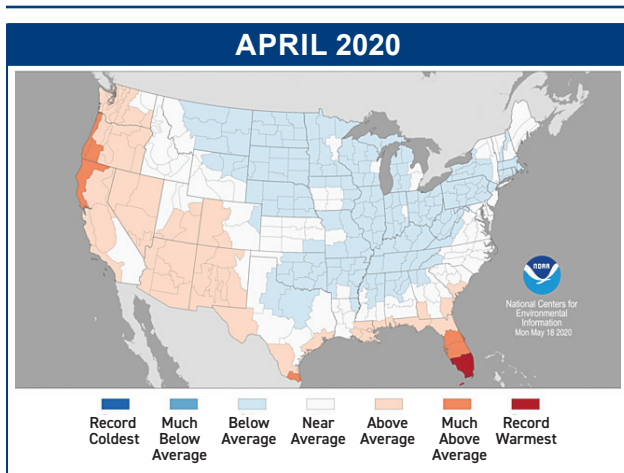 APRIL 2020
NOAA
National Centers for
Environmental
Information
Mon May 18 2020
Record
Coldest
Much
Below
Average
Below
Average
Near
Average
Above
Average
Much
Above
Average
Record
Warmest